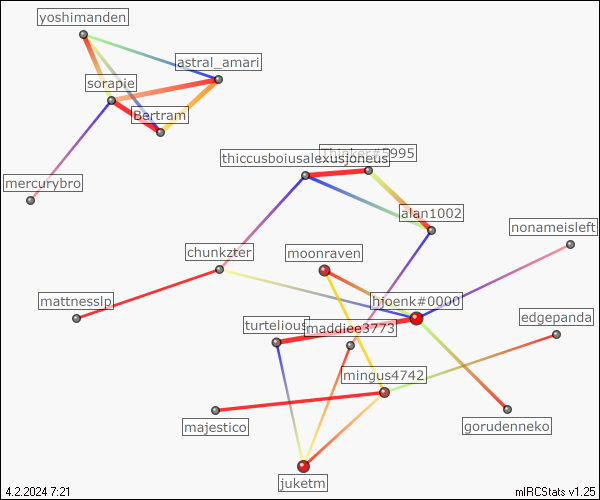 yoshimanden
astral_amari
sorapie
Bertram
mercurybro
Thinker#5995
thiccusboiusalexusjoneus
alan1002
nonameisleft
chunkzter
moonraven
mattnesslp
hjoenk#0000
edgepanda
turtelious
maddiee3773
mingus4742
majestico
gorudenneko
juketm
4.2.2024 7:21
mIRCStats v1.25